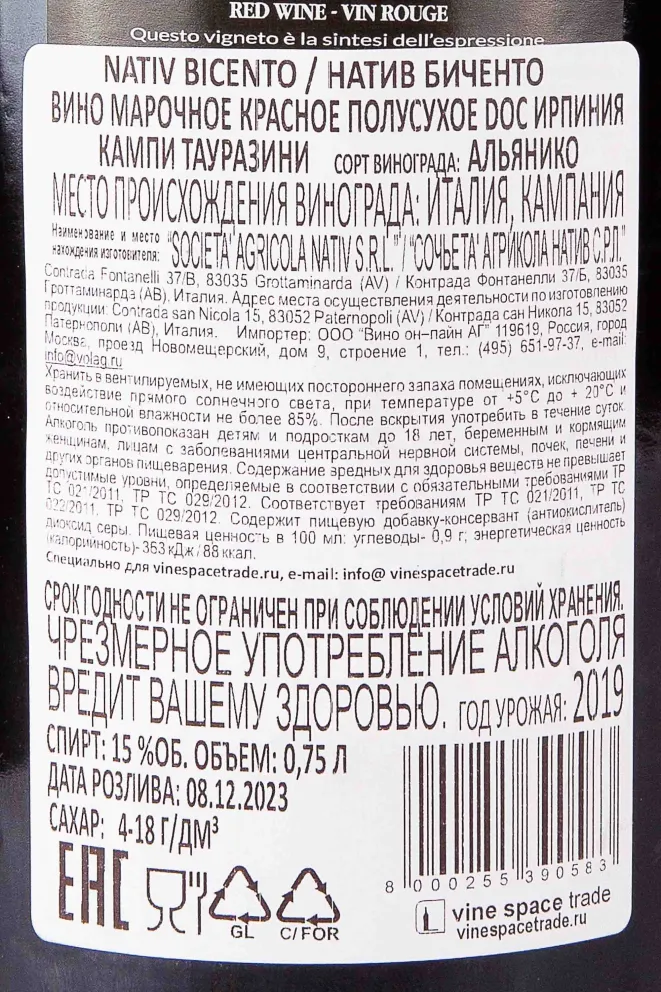 RED WINE - VIN ROUGE
Questo vigneto è la sintesi dell'espressione
NATIV BICENTO / НАТИВ БИЧЕНТО
ВИНО МАРОЧНОЕ КРАСНОЕ ПОЛУСУХОЕ DOC ИРПИНИЯ
КАМПИ ТАУРАЗИНИ СОРТ ВИНОГРАДА: АЛЬЯНИКО
МЕСТО ПРОИСХОЖДЕНИЯ ВИНОГРАДА: ИТАЛИЯ, КАМПАНИЯ
Наименование и место нахождения изготовителя: "SOCIETA' AGRICOLA NATIV S.R.L." / "СОЧЬЕТА' АГРИКОЛА НАТИВ С.Р.Л."
Contrada Fontanelli 37/B, 83035 Grottaminarda (AV) / Контрада Фонтанелли 37/Б, 83035
Гроттаминарда (АВ), Италия. Адрес места осуществления деятельности по изготовлению
продукции: Contrada san Nicola 15, 83052 Paternopoli (AV) / Контрада сан Никола 15, 83052
Патернополи (АВ), Италия. Импортер: ООО "Вино он-лайн АГ" 119619, Россия, город
Москва, проезд Новомещерский, дом 9, строение 1, тел.: (495) 651-97-37, e-mail:
info@volag.ru
Хранить в вентилируемых, не имеющих постороннего запаха помещениях, исключающих
воздействие прямого солнечного света, при температуре от +5°С до + 20°С и
относительной влажности не более 85%. После вскрытия употребить в течение суток.
Алкоголь противопоказан детям и подросткам до 18 лет, беременным и кормящим
женщинам, лицам с заболеваниями центральной нервной системы, почек, печени и
других органов пищеварения. Содержание вредных для здоровья веществ не превышает
допустимые уровни, определяемые в соответствии с обязательными требованиями ТР
ТС 021/2011, ТР ТС 029/2012. Соответствует требованиям ТР ТС 021/2011, ТР ТС
022/2011, ТР ТС 029/2012. Содержит пищевую добавку-консервант (антиокислитель)
диоксид серы. Пищевая ценность в 100 мл: углеводы- 0,9 г; энергетическая ценность
(калорийность)- 363 кДж / 88 ккал.
Специально для vinespacetrade.ru, e-mail: info@ vinespacetrade.ru
СРОК ГОДНОСТИ НЕ ОГРАНИЧЕН ПРИ СОБЛЮДЕНИИ УСЛОВИЙ ХРАНЕНИЯ.
ЧРЕЗМЕРНОЕ УПОТРЕБЛЕНИЕ АЛКОГОЛЯ
ВРЕДИТ ВАШЕМУ ЗДОРОВЬЮ. ГОД УРОЖАЯ: 2019
СПИРТ: 15 %ОБ. ОБЪЕМ: 0,75 Л
ДАТА РОЗЛИВА: 08.12.2023
САХАР: 4-18 Г/ДМ³
EAC
GL
C/FOR
8 000255 390583
vine space trade
vinespacetrade.ru